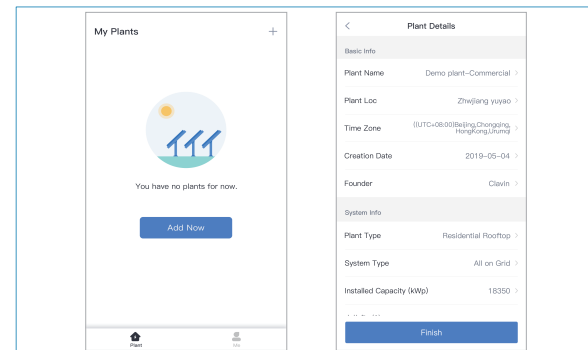 My Plants
+
You have no plants for now.
Add Now
Plant
Me
Plant Details
Basic Info
Plant Name Demo plant-Commercial
Plant Loc Zhwjiang yuyao
Time Zone ((UTC+08:00)Beijing,Chongqing,
HongKong,Urumqi
Creation Date 2019-05-04
Founder Clavin
System Info
Plant Type Residential Rooftop
System Type All on Grid
Installed Capacity (kWp) 18350
Finish